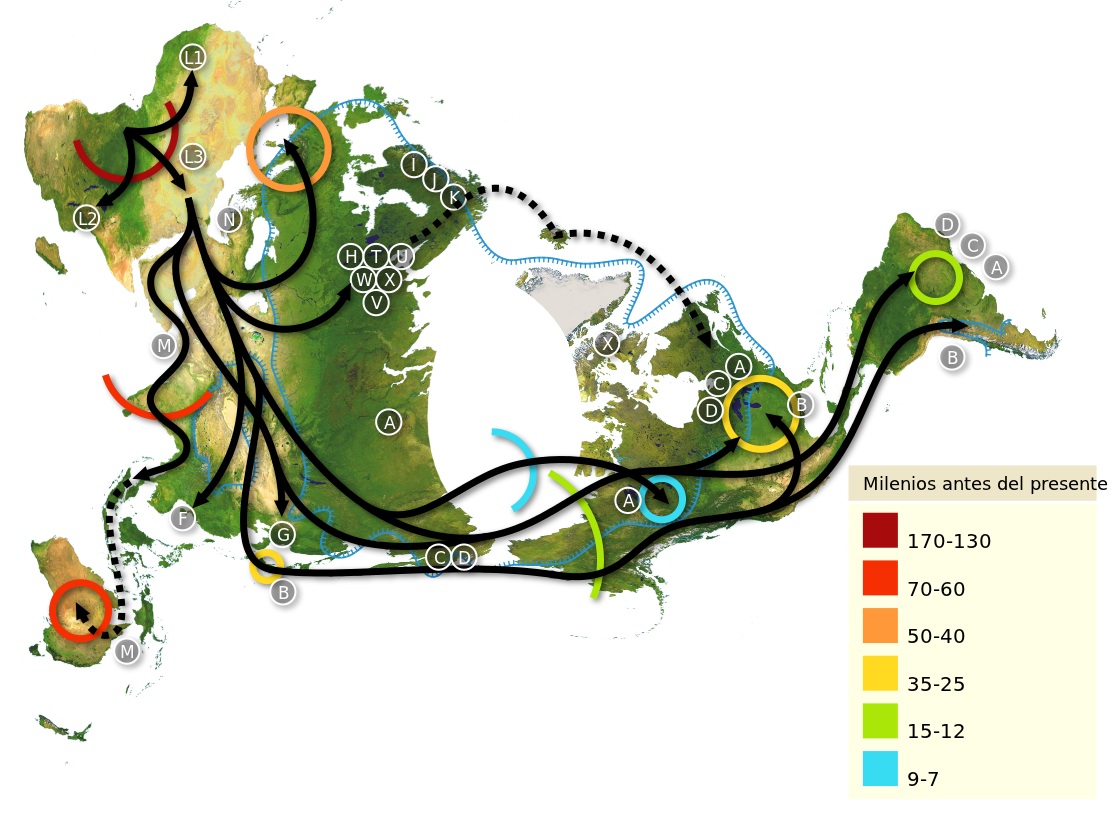 L1
L3
L2
N
I
J
K
H T U
W X
V
M
A
F
G
B
C D
M
X
A
C
D
B
A
D
C
A
B
Milenios antes del presente
170-130
70-60
50-40
35-25
15-12
9-7